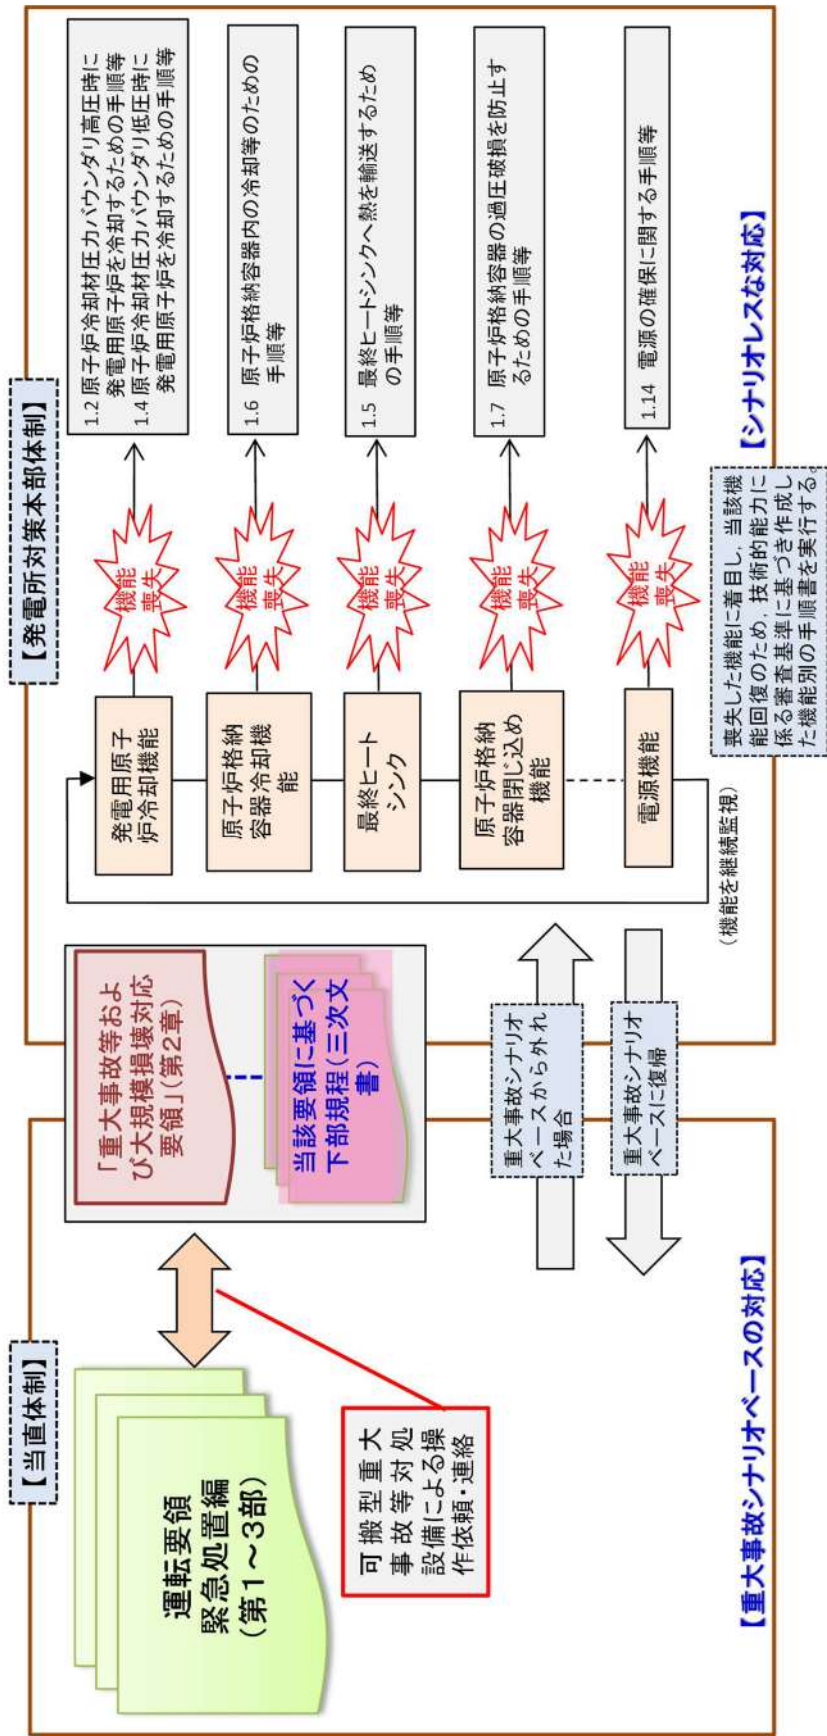 【当直体制】
運転要領
緊急処置編
(第1~3部)
可搬型重大
事故等対処
設備による操
作依頼・連絡
【重大事故シナリオベースの対応】
「重大事故等およ
び大規模損壊対応
要領」(第2章)
当該要領に基づく
下部規程(三次文
書)
重大事故シナリオ
ベースから外れ
た場合
重大事故シナリオ
ベースに復帰
【発電所対策本部体制】
発電用原子
炉冷却機能
機能
喪失
1.2 原子炉冷却材圧力バウンダリ高圧時に
発電用原子炉を冷却するための手順等
1.4 原子炉冷却材圧力バウンダリ低圧時に
発電用原子炉を冷却するための手順等
原子炉格納
容器冷却機
能
機能
喪失
1.6 原子炉格納容器内の冷却等のための
手順等
最終ヒート
シンク
機能
喪失
1.5 最終ヒートシンクへ熱を輸送するため
の手順等
原子炉格納
容器閉じ込め
機能
機能
喪失
1.7 原子炉格納容器の過圧破損を防止す
るための手順等
電源機能
機能
喪失
1.14 電源の確保に関する手順等
(機能を継続監視)
喪失した機能に着目し,当該機
能回復のため,技術的能力に
係る審査基準に基づき作成し
た機能別の手順書を実行する。
【シナリオレスな対応】